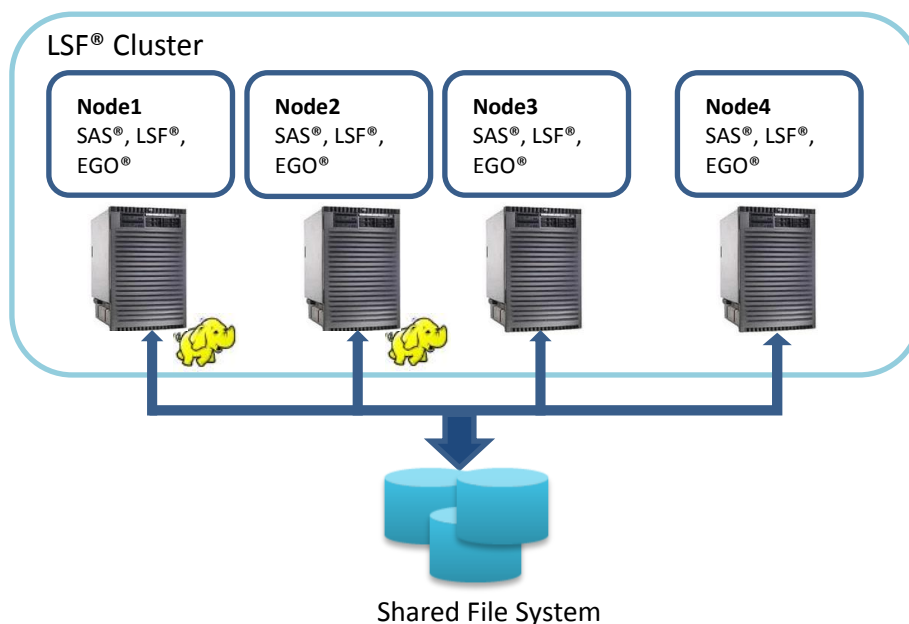 LSF® Cluster
Node1
SAS®, LSF®,
EGO®
Node2
SAS®, LSF®,
EGO®
Node3
SAS®, LSF®,
EGO®
Node4
SAS®, LSF®,
EGO®
Shared File System